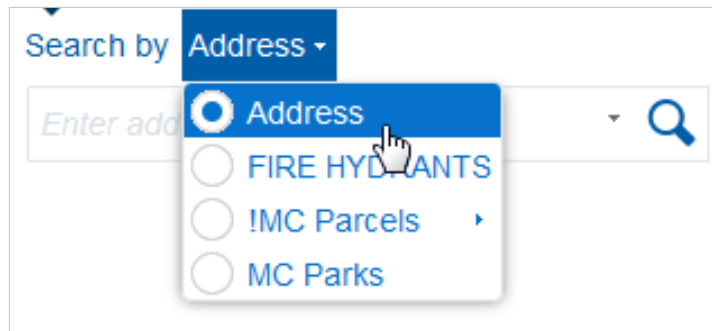 Search by Address
Enter add
Address
FIRE HYDRANTS
!MC Parcels
MC Parks